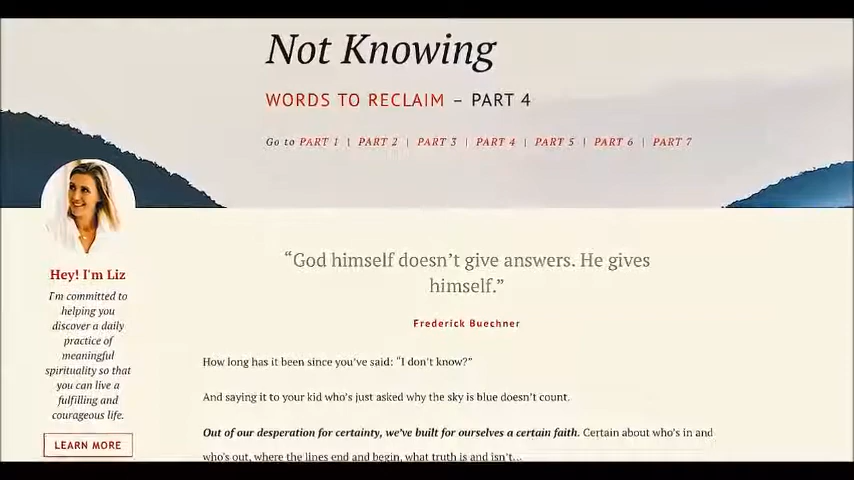 Not Knowing
WORDS TO RECLAIM – PART 4
Go to PART 1 | PART 2 | PART 3 | PART 4 | PART 5 | PART 6 | PART 7
Hey! I'm Liz
I'm committed to
helping you
discover a daily
practice of
meaningful
spirituality so that
you can live a
fulfilling and
courageous life.
LEARN MORE
“God himself doesn’t give answers. He gives
himself.”
Frederick Buechner
How long has it been since you’ve said: “I don’t know?”
And saying it to your kid who’s just asked why the sky is blue doesn’t count.
Out of our desperation for certainty, we’ve built for ourselves a certain faith. Certain about who’s in and
who’s out, where the lines end and begin, what truth is and isn’t…